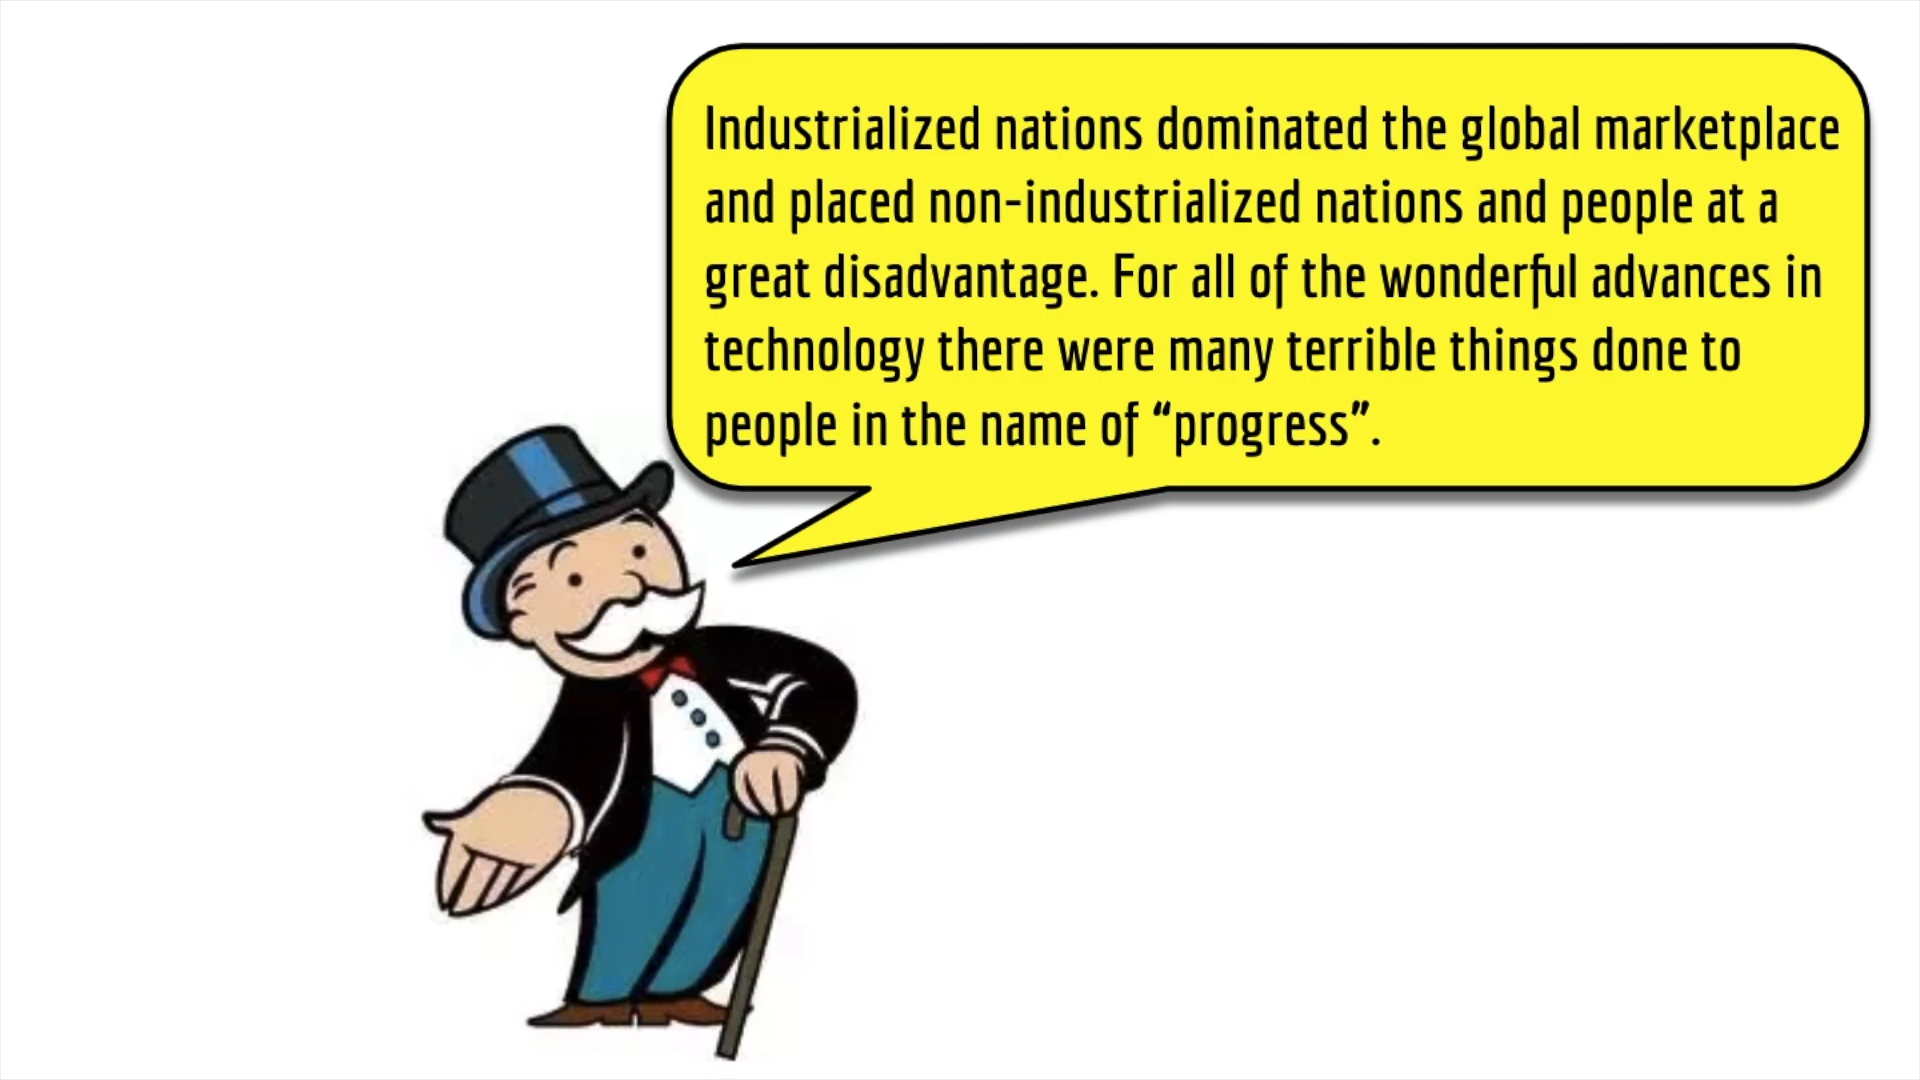 Industrialized nations dominated the global marketplace
and placed non-industrialized nations and people at a
great disadvantage. For all of the wonderful advances in
technology there were many terrible things done to
people in the name of “progress”.